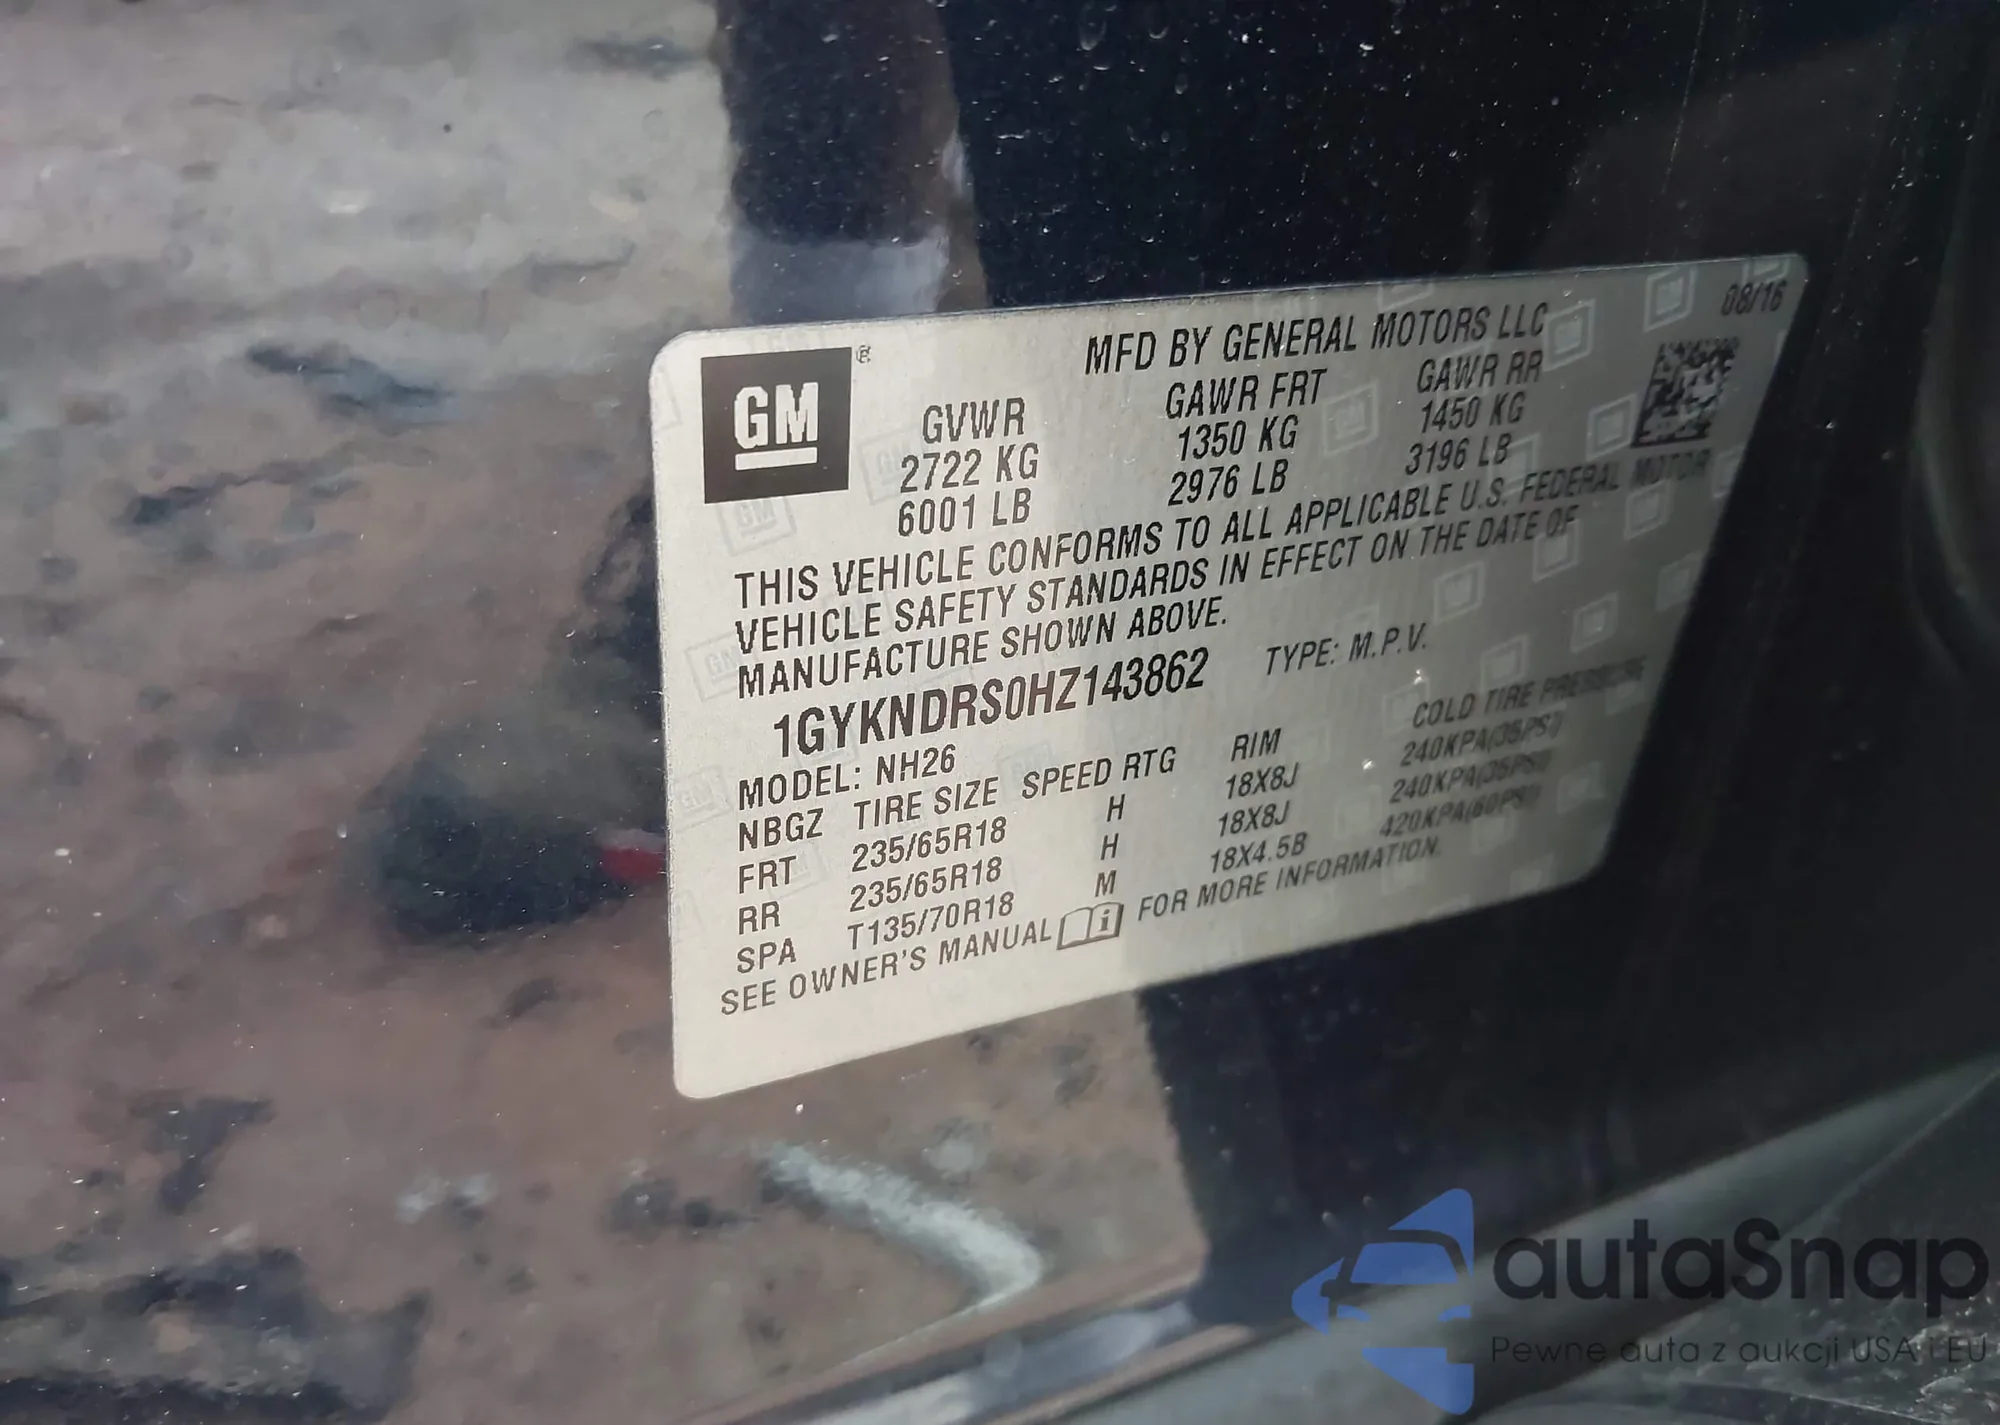 08/16
MFD BY GENERAL MOTORS LLC
GM ®
GVWR GAWR FRT GAWR RR
2722 KG 1350 KG 1450 KG
6001 LB 2976 LB 3196 LB
THIS VEHICLE CONFORMS TO ALL APPLICABLE U.S. FEDERAL MOTOR
VEHICLE SAFETY STANDARDS IN EFFECT ON THE DATE OF
MANUFACTURE SHOWN ABOVE.
1GYKNDRS0HZ143862 TYPE: M.P.V.
MODEL: NH26
NBGZ TIRE SIZE SPEED RTG RIM COLD TIRE PRESSURE
FRT 235/65R18 H 18X8J 240KPA(35PSI)
RR 235/65R18 H 18X8J 240KPA(35PSI)
SPA T135/70R18 M 18X4.5B 420KPA(60PSI)
SEE OWNER'S MANUAL FOR MORE INFORMATION.
autaSnap
Pewne auta z aukcji USA i EU